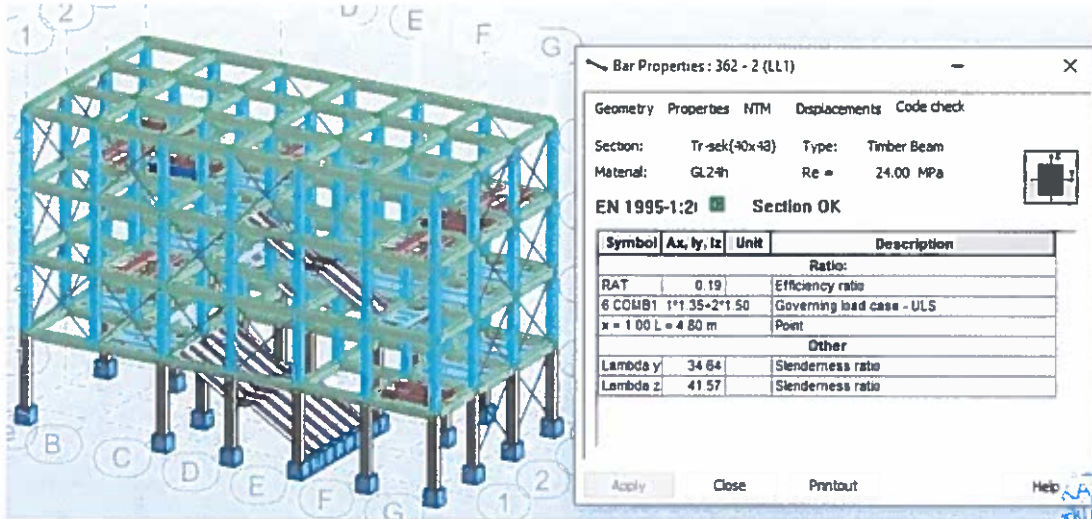 D E F G
1 2
Bar Properties : 362 - 2 (LL1)
Geometry Properties NTM Displacements Code check
Section: Tr-sek(40x48) Type: Timber Beam
Material: GL24h Re = 24.00 MPa
Section OK
Symbol Ax, Iy, Iz Unit Description
Ratio:
RAT 0.19 Efficiency ratio
6 COMB1 1*1.35+2*1.50 Governing load case - ULS
x = 1.00 L = 4.80 m Point
Other
Lambda y 34.64 Slenderness ratio
Lambda z 41.57 Slenderness ratio
Apply Close Printout Help
B C D E F G 1 2